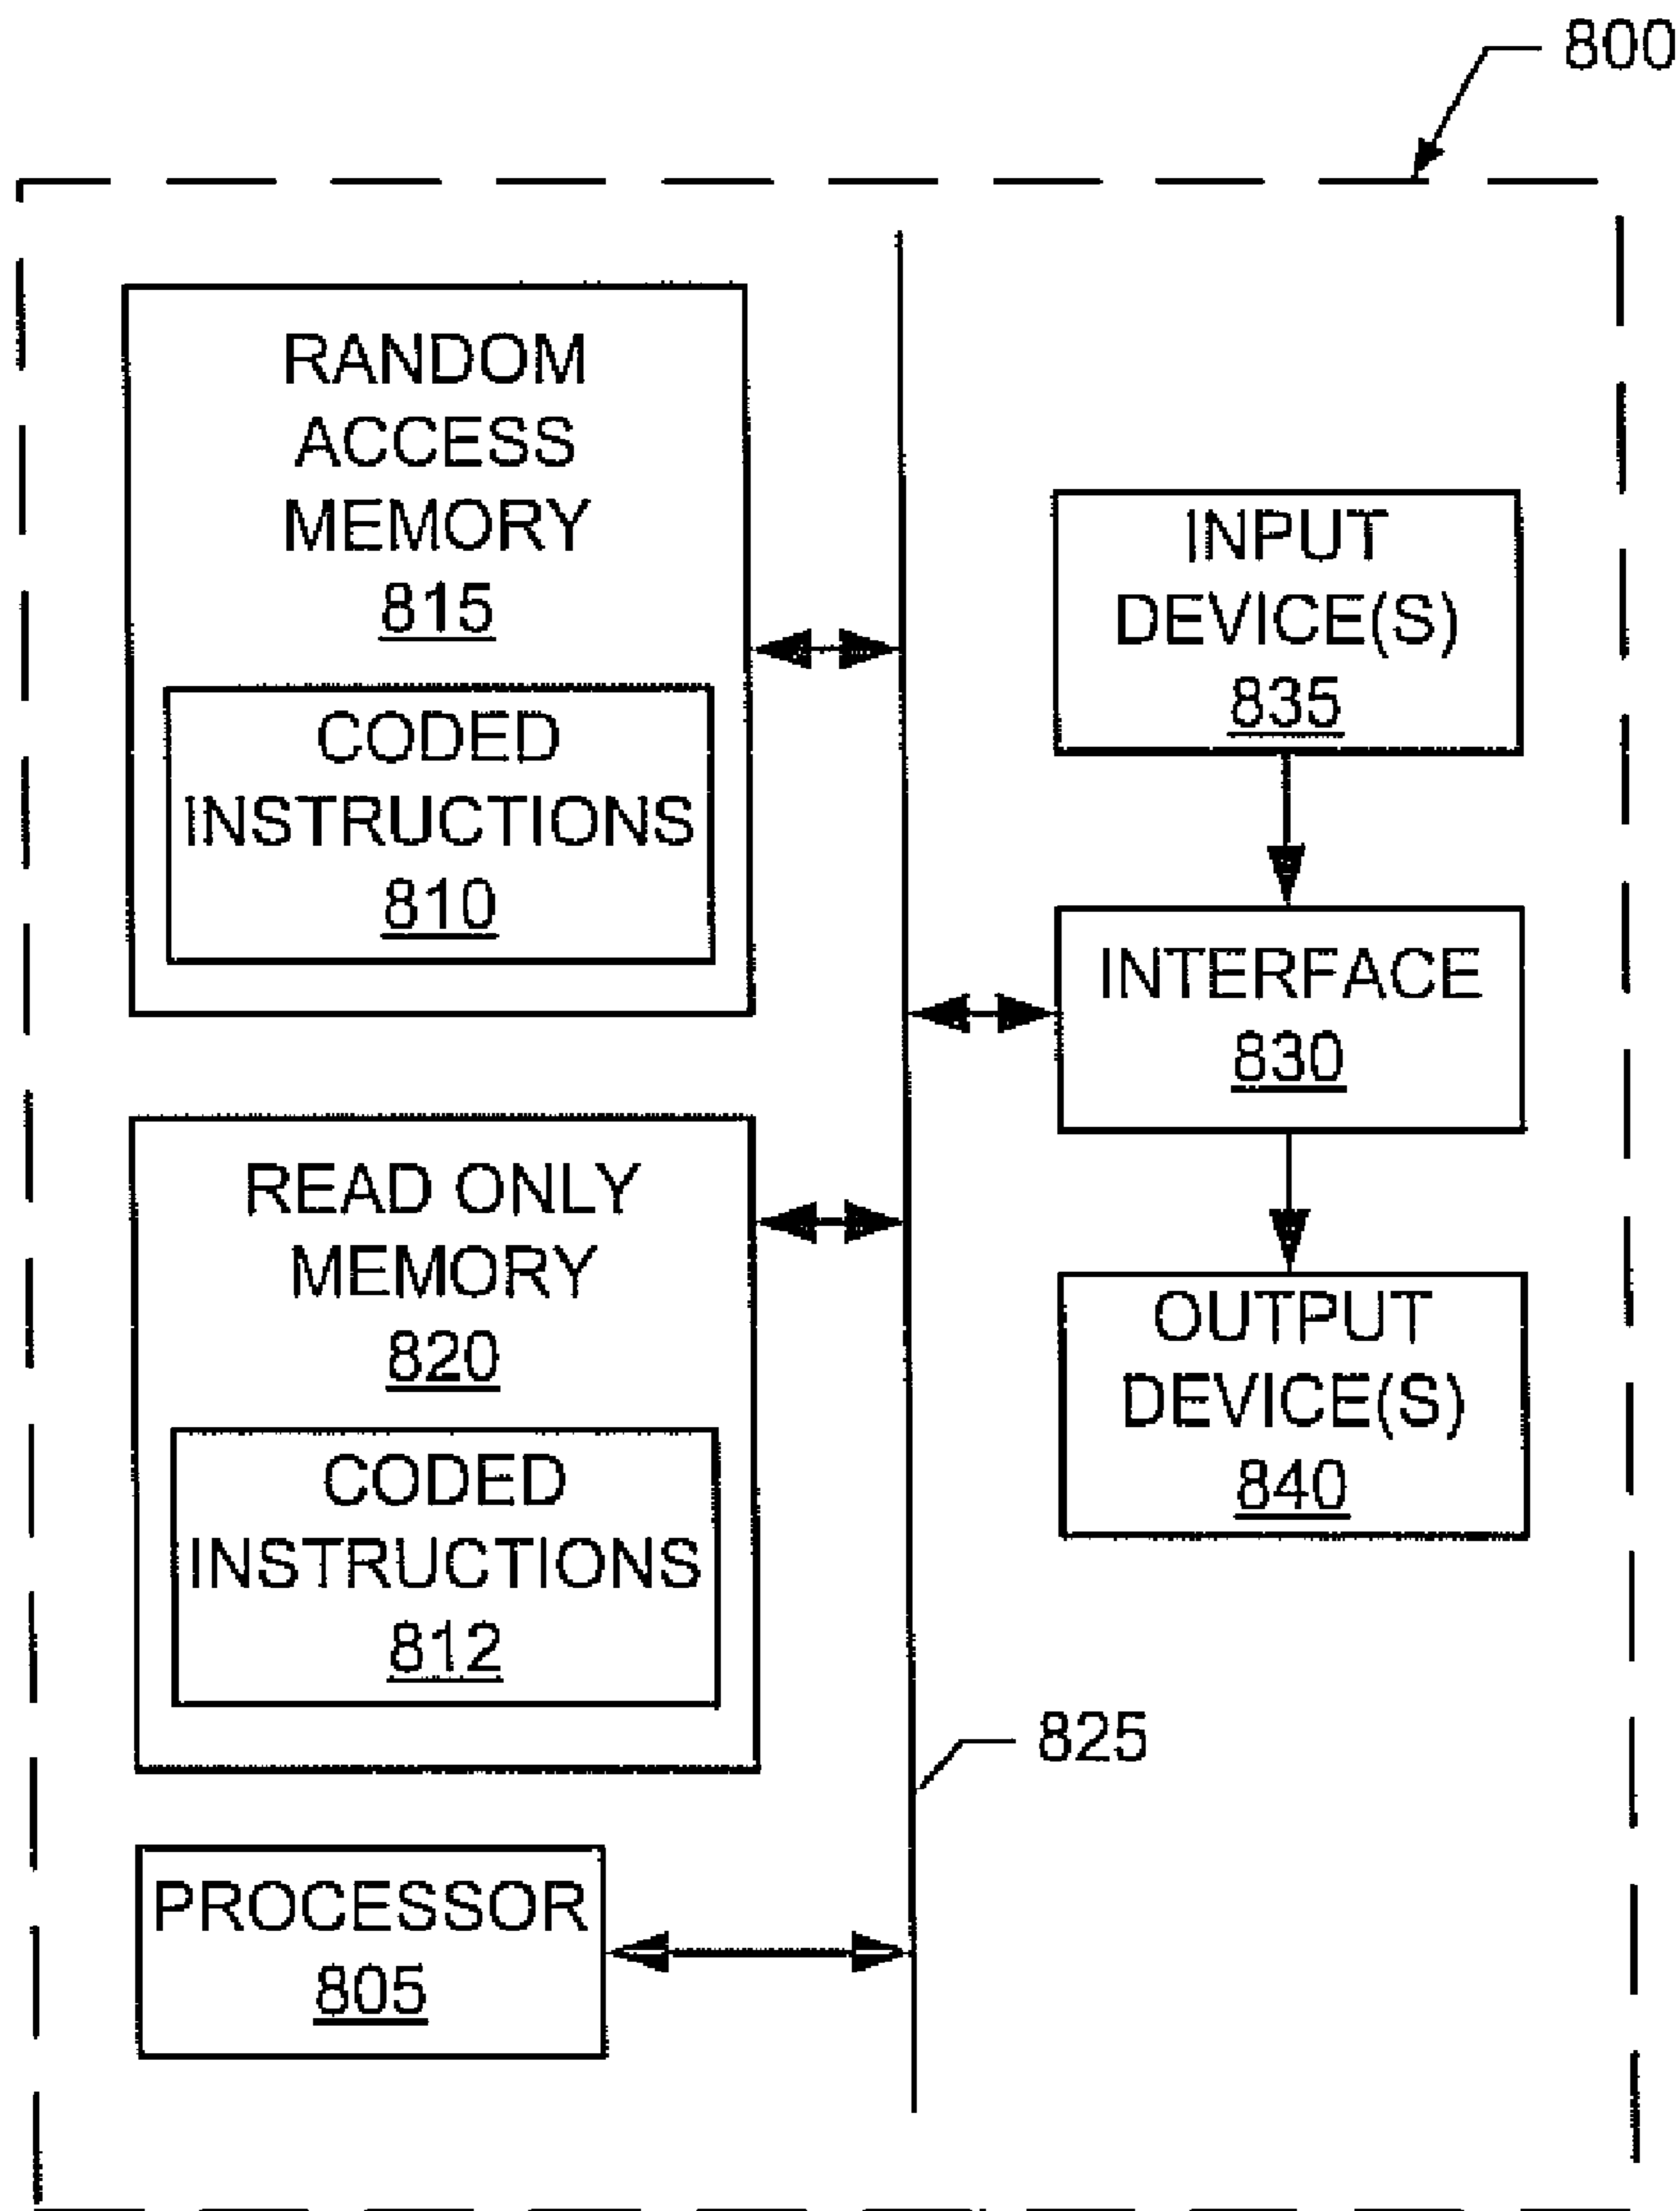 800
RANDOM
ACCESS
MEMORY
815
CODED
INSTRUCTIONS
810
READ ONLY
MEMORY
820
CODED
INSTRUCTIONS
812
PROCESSOR
805
INPUT
DEVICE(S)
835
INTERFACE
830
OUTPUT
DEVICE(S)
840
825